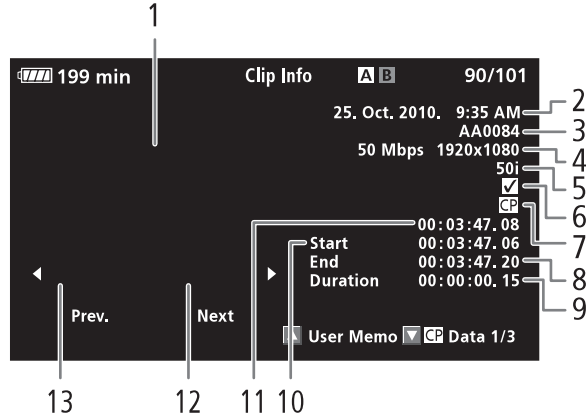 1
199 min Clip Info A B 90/101
25. Oct. 2010. 9:35 AM 2
AA0084 3
50 Mbps 1920x1080 4
50i 5
6
CP 7
11 00:03:47.08
10 Start 00:03:47.06
End 00:03:47.20 8
Duration 00:00:00.15 9
Prev. Next
User Memo CP Data 1/3
13 12 11 10